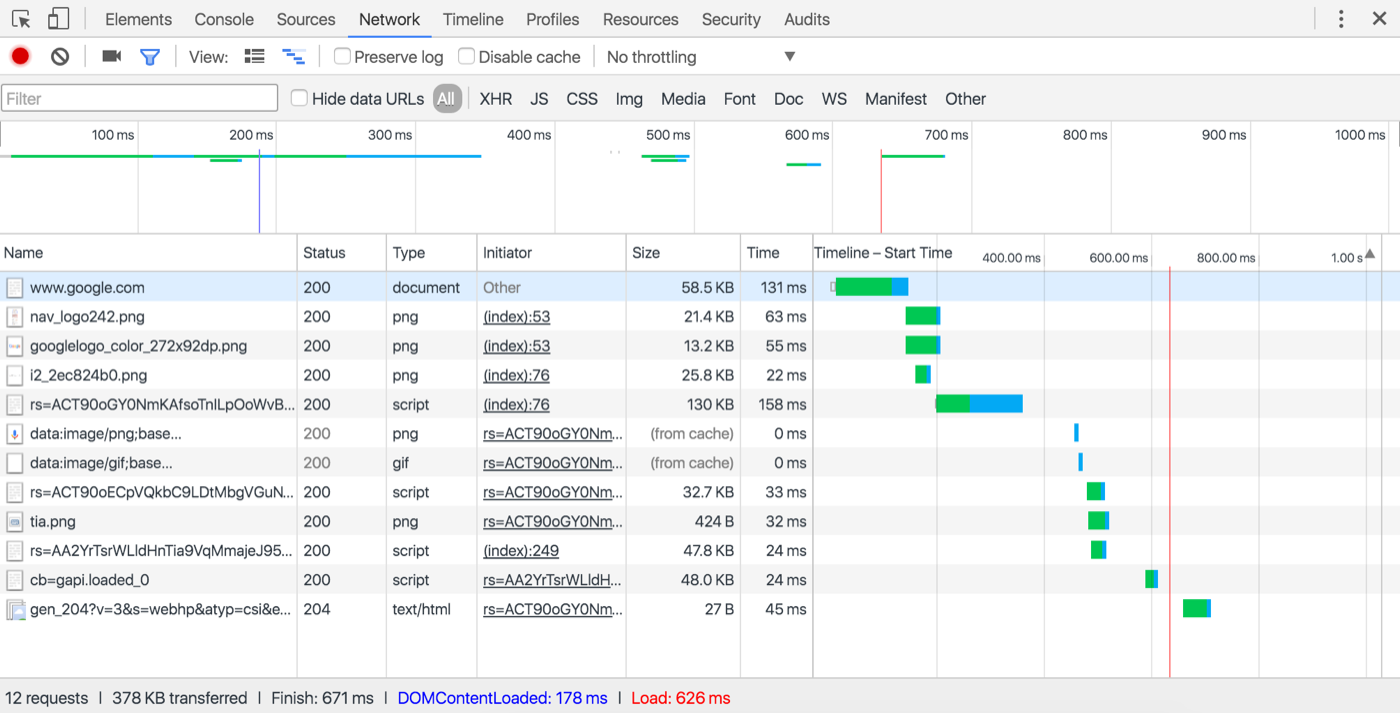 Elements Console Sources Network Timeline Profiles Resources Security Audits
View: Preserve log Disable cache No throttling
Filter Hide data URLs All XHR JS CSS Img Media Font Doc WS Manifest Other
100 ms 200 ms 300 ms 400 ms 500 ms 600 ms 700 ms 800 ms 900 ms 1000 ms
Name Status Type Initiator Size Time Timeline – Start Time 400.00 ms 600.00 ms 800.00 ms 1.00 s
www.google.com 200 document Other 58.5 KB 131 ms
nav_logo242.png 200 png (index):53 21.4 KB 63 ms
googlelogo_color_272x92dp.png 200 png (index):53 13.2 KB 55 ms
i2_2ec824b0.png 200 png (index):76 25.8 KB 22 ms
rs=ACT90oGY0NmKAfsoTnILpOoWvB... 200 script (index):76 130 KB 158 ms
data:image/png;base... 200 png rs=ACT90oGY0Nm... (from cache) 0 ms
data:image/gif;base... 200 gif rs=ACT90oGY0Nm... (from cache) 0 ms
rs=ACT90oECpVQkbC9LDtMbgVGuN... 200 script rs=ACT90oGY0Nm... 32.7 KB 33 ms
tia.png 200 png rs=ACT90oGY0Nm... 424 B 32 ms
rs=AA2YrTsrWLldHnTia9VqMmajeJ95... 200 script (index):249 47.8 KB 24 ms
cb=gapi.loaded_0 200 script rs=AA2YrTsrWLldH... 48.0 KB 24 ms
gen_204?v=3&s=webhp&atyp=csi&e... 204 text/html rs=ACT90oGY0Nm... 27 B 45 ms
12 requests | 378 KB transferred | Finish: 671 ms | DOMContentLoaded: 178 ms | Load: 626 ms